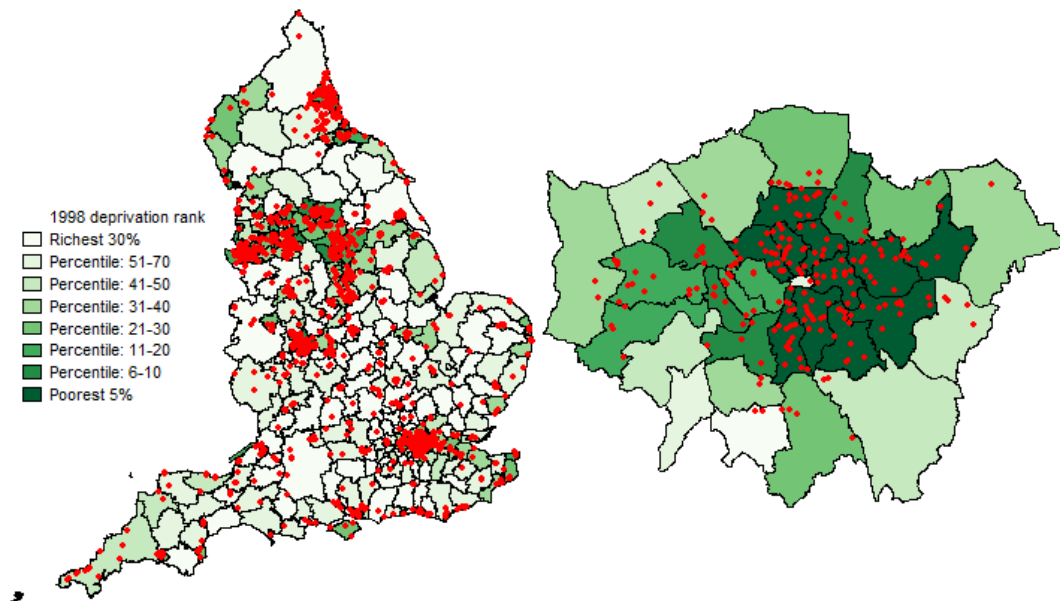 1998 deprivation rank
Richest 30%
Percentile: 51-70
Percentile: 41-50
Percentile: 31-40
Percentile: 21-30
Percentile: 11-20
Percentile: 6-10
Poorest 5%